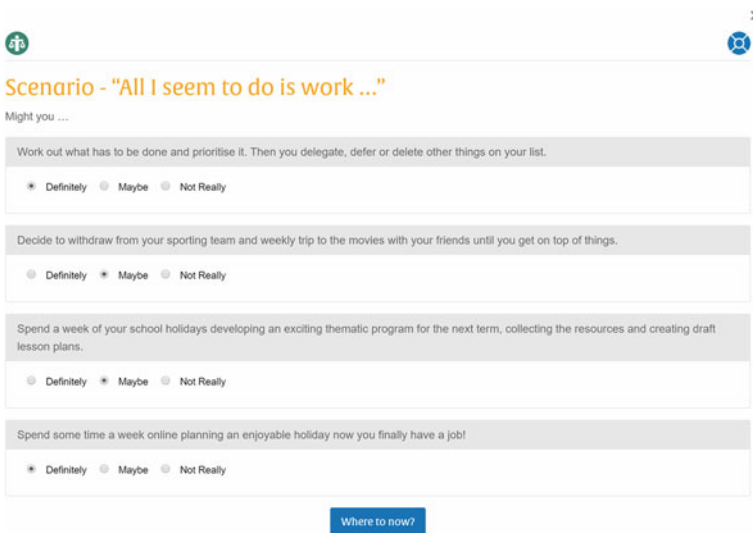 Scenario - “All I seem to do is work ...”
Might you ...
Work out what has to be done and prioritise it. Then you delegate, defer or delete other things on your list.
Definitely Maybe Not Really
Decide to withdraw from your sporting team and weekly trip to the movies with your friends until you get on top of things.
Definitely Maybe Not Really
Spend a week of your school holidays developing an exciting thematic program for the next term, collecting the resources and creating draft
lesson plans.
Definitely Maybe Not Really
Spend some time a week online planning an enjoyable holiday now you finally have a job!
Definitely Maybe Not Really
Where to now?